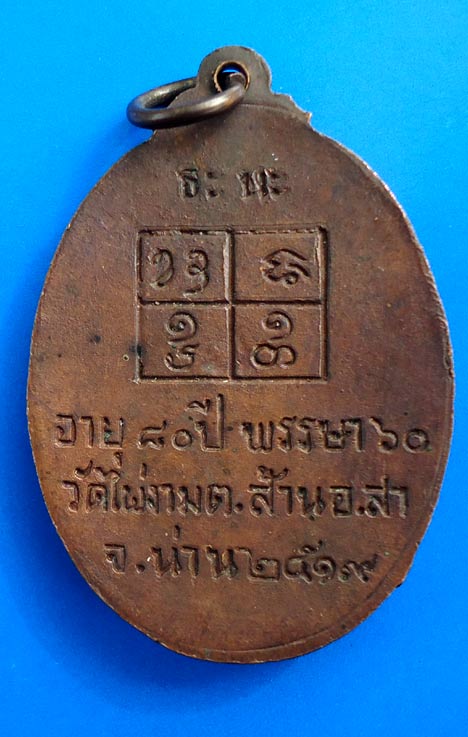 ธะ นะ
อายุ ๘๐ ปี พรรษา ๖๐
วัดไผ่งามต.ส้านอ.สา
จ.น่าน๒๕๑๙